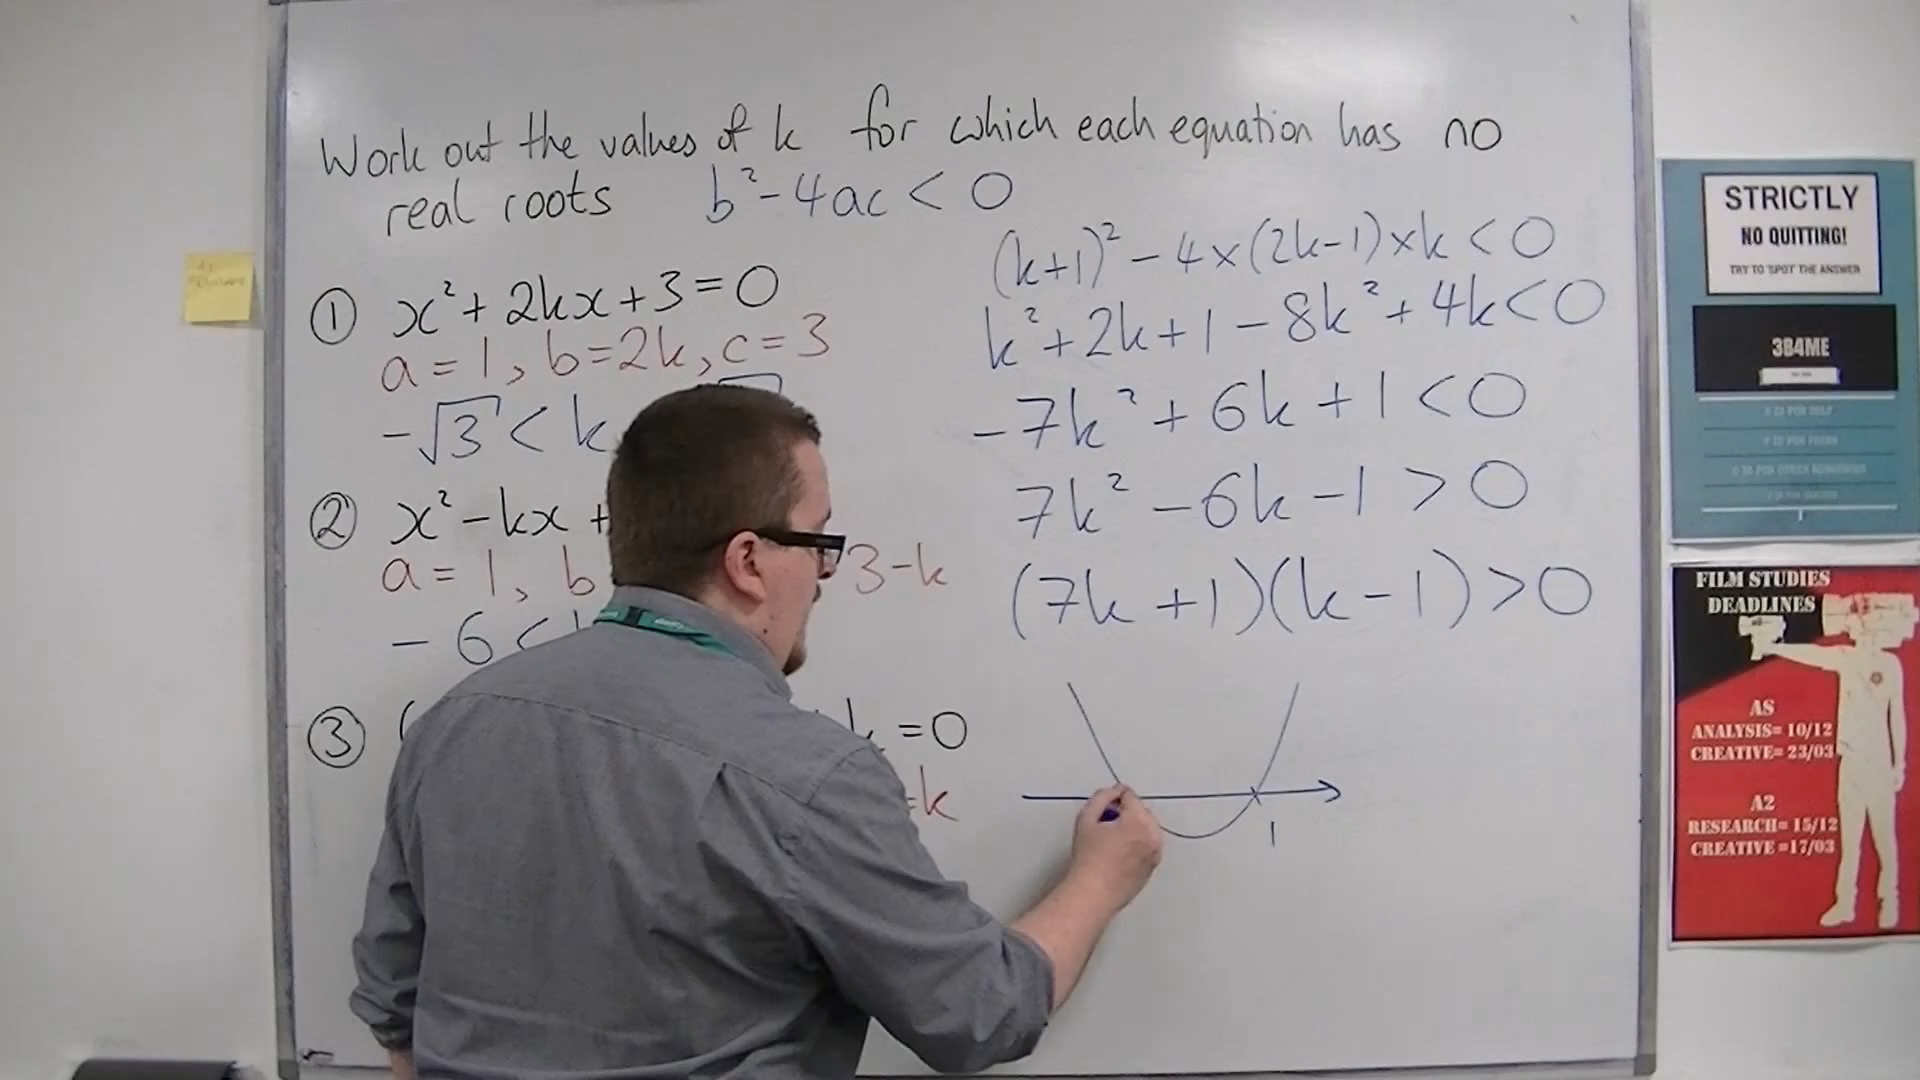 Work out the values of k for which each equation has no
real roots b² - 4ac < 0
① x² + 2kx + 3 = 0
a = 1, b = 2k, c = 3
-√3 < k
② x² - kx +
a = 1, b 3 - k
- 6 <
③ ( k = 0
= k
(k+1)² - 4×(2k-1)×k < 0
k² + 2k + 1 - 8k² + 4k < 0
-7k² + 6k + 1 < 0
7k² - 6k - 1 > 0
(7k + 1)(k - 1) > 0
1
STRICTLY
NO QUITTING!
TRY TO SPOT THE ANSWER
3B4ME
FILM STUDIES
DEADLINES
AS
ANALYSIS= 10/12
CREATIVE= 23/03
A2
RESEARCH= 15/12
CREATIVE =17/03